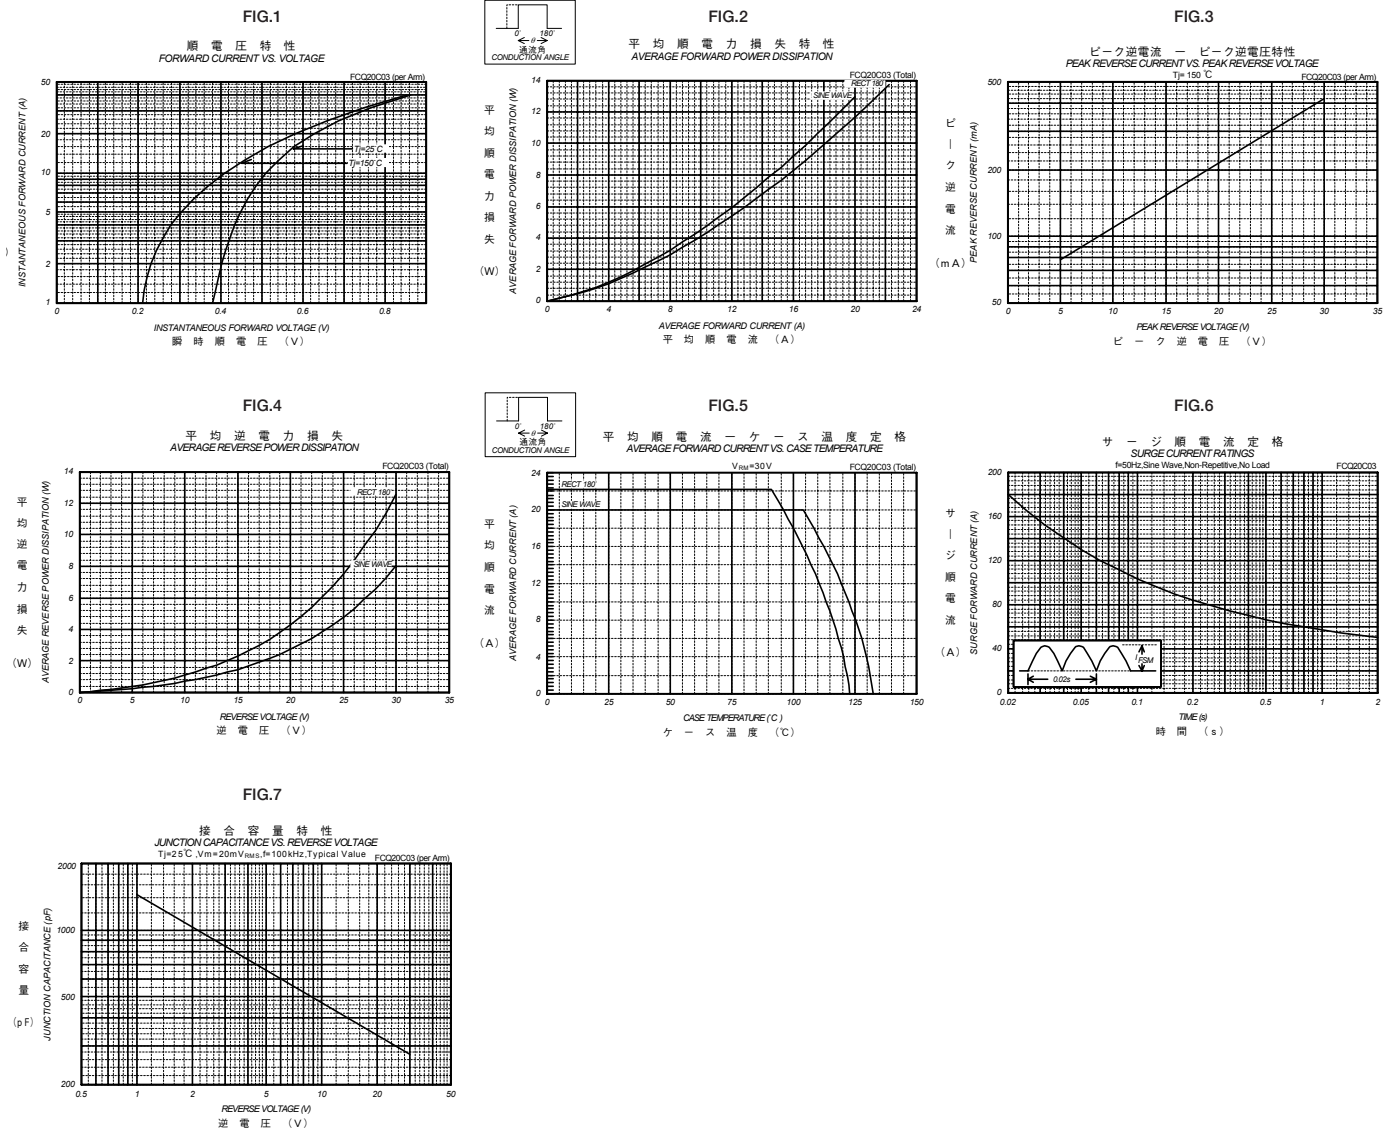 FIG.1
順電圧特性
FORWARD CURRENT VS. VOLTAGE
FCQ20C03 (per Arm)
INSTANTANEOUS FORWARD CURRENT (A)
)
50
20
10
5
2
1
Tj=25°C
Tj=150°C
0
0.2
0.4
0.6
0.8
INSTANTANEOUS FORWARD VOLTAGE (V)
瞬時順電圧 (V)
FIG.2
0°
180°
θ
通流角
CONDUCTION ANGLE
平均順電力損失特性
AVERAGE FORWARD POWER DISSIPATION
FCQ20C03 (Total)
RECT 180°
SINE WAVE
平均順電力損失 (W)
AVERAGE FORWARD POWER DISSIPATION (W)
14
12
10
8
6
4
2
0
0
4
8
12
16
20
24
AVERAGE FORWARD CURRENT (A)
平均順電流 (A)
FIG.3
ピーク逆電流 ー ピーク逆電圧特性
PEAK REVERSE CURRENT VS. PEAK REVERSE VOLTAGE
Tj= 150 °C
FCQ20C03 (per Arm)
ピーク逆電流 (mA)
PEAK REVERSE CURRENT (mA)
500
200
100
50
0
5
10
15
20
25
30
35
PEAK REVERSE VOLTAGE (V)
ピーク逆電圧 (V)
FIG.4
平均逆電力損失
AVERAGE REVERSE POWER DISSIPATION
FCQ20C03 (Total)
RECT 180°
SINE WAVE
平均逆電力損失 (W)
AVERAGE REVERSE POWER DISSIPATION (W)
14
12
10
8
6
4
2
0
0
5
10
15
20
25
30
35
REVERSE VOLTAGE (V)
逆電圧 (V)
FIG.5
0°
180°
θ
通流角
CONDUCTION ANGLE
平均順電流ーケース温度定格
AVERAGE FORWARD CURRENT VS. CASE TEMPERATURE
VRM=30V
FCQ20C03 (Total)
RECT 180°
SINE WAVE
平均順電流 (A)
AVERAGE FORWARD CURRENT (A)
24
20
16
12
8
4
0
0
25
50
75
100
125
150
CASE TEMPERATURE (°C)
ケース温度 (℃)
FIG.6
サージ順電流定格
SURGE CURRENT RATINGS
f=50Hz,Sine Wave,Non-Repetitive,No Load
FCQ20C03
サージ順電流 (A)
SURGE FORWARD CURRENT (A)
200
160
120
80
40
0
IFSM
0.02s
0.02
0.05
0.1
0.2
0.5
1
2
TIME (s)
時間 (s)
FIG.7
接合容量特性
JUNCTION CAPACITANCE VS. REVERSE VOLTAGE
Tj=25℃,Vm=20mVRMS,f=100kHz,Typical Value
FCQ20C03 (per Arm)
接合容量 (pF)
JUNCTION CAPACITANCE (pF)
2000
1000
500
200
0.5
1
2
5
10
20
50
REVERSE VOLTAGE (V)
逆電圧 (V)